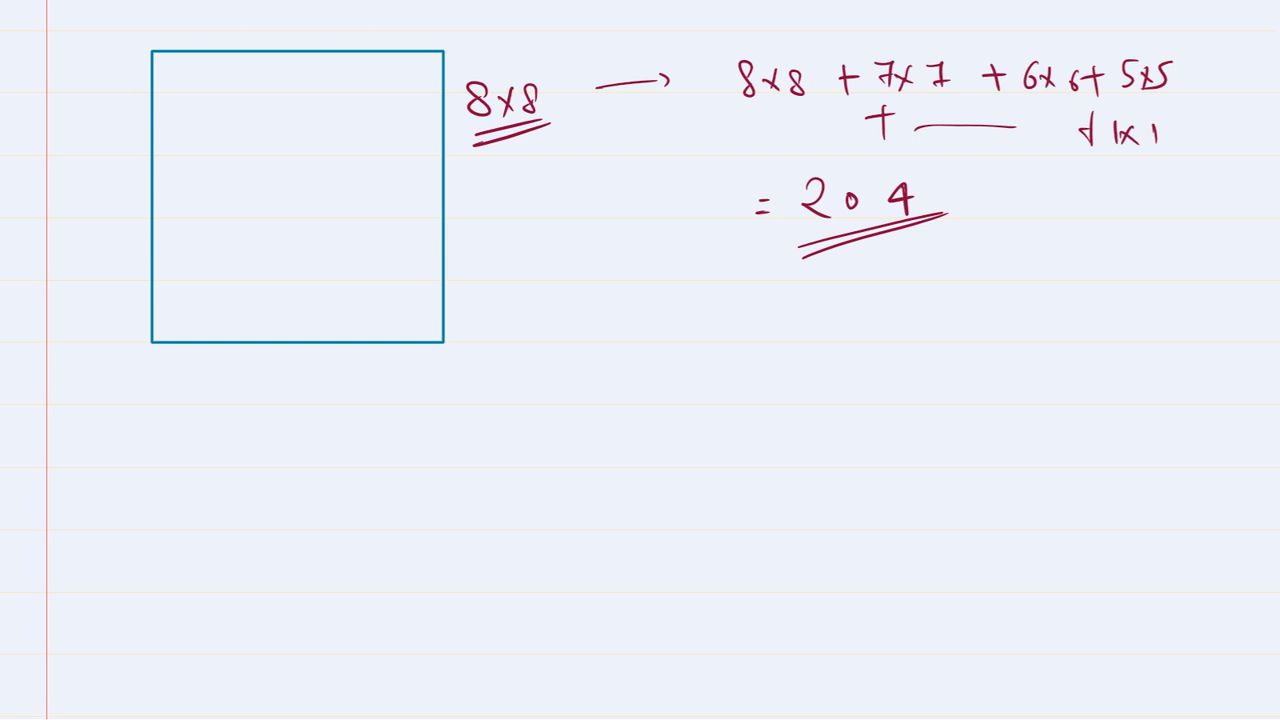 8x8 → 8x8 + 7x7 + 6x6 + 5x5
+ —— + 1x1
= 204